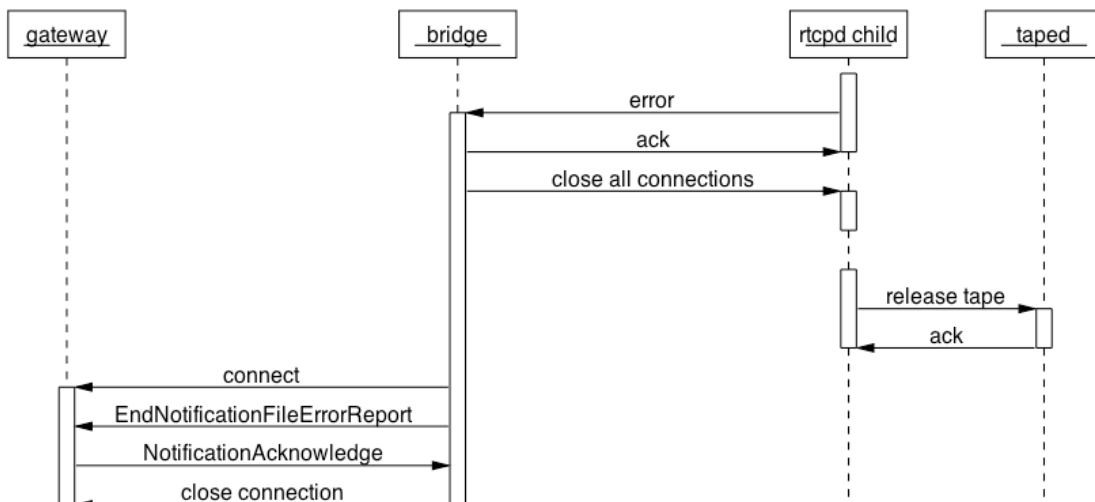 gateway
bridge
rtcpd child
taped
error
ack
close all connections
release tape
ack
connect
EndNotificationFileErrorReport
NotificationAcknowledge
close connection